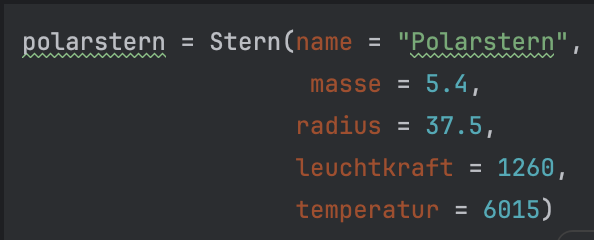 polarstern = Stern(name = "Polarstern",
masse = 5.4,
radius = 37.5,
leuchtkraft = 1260,
temperatur = 6015)